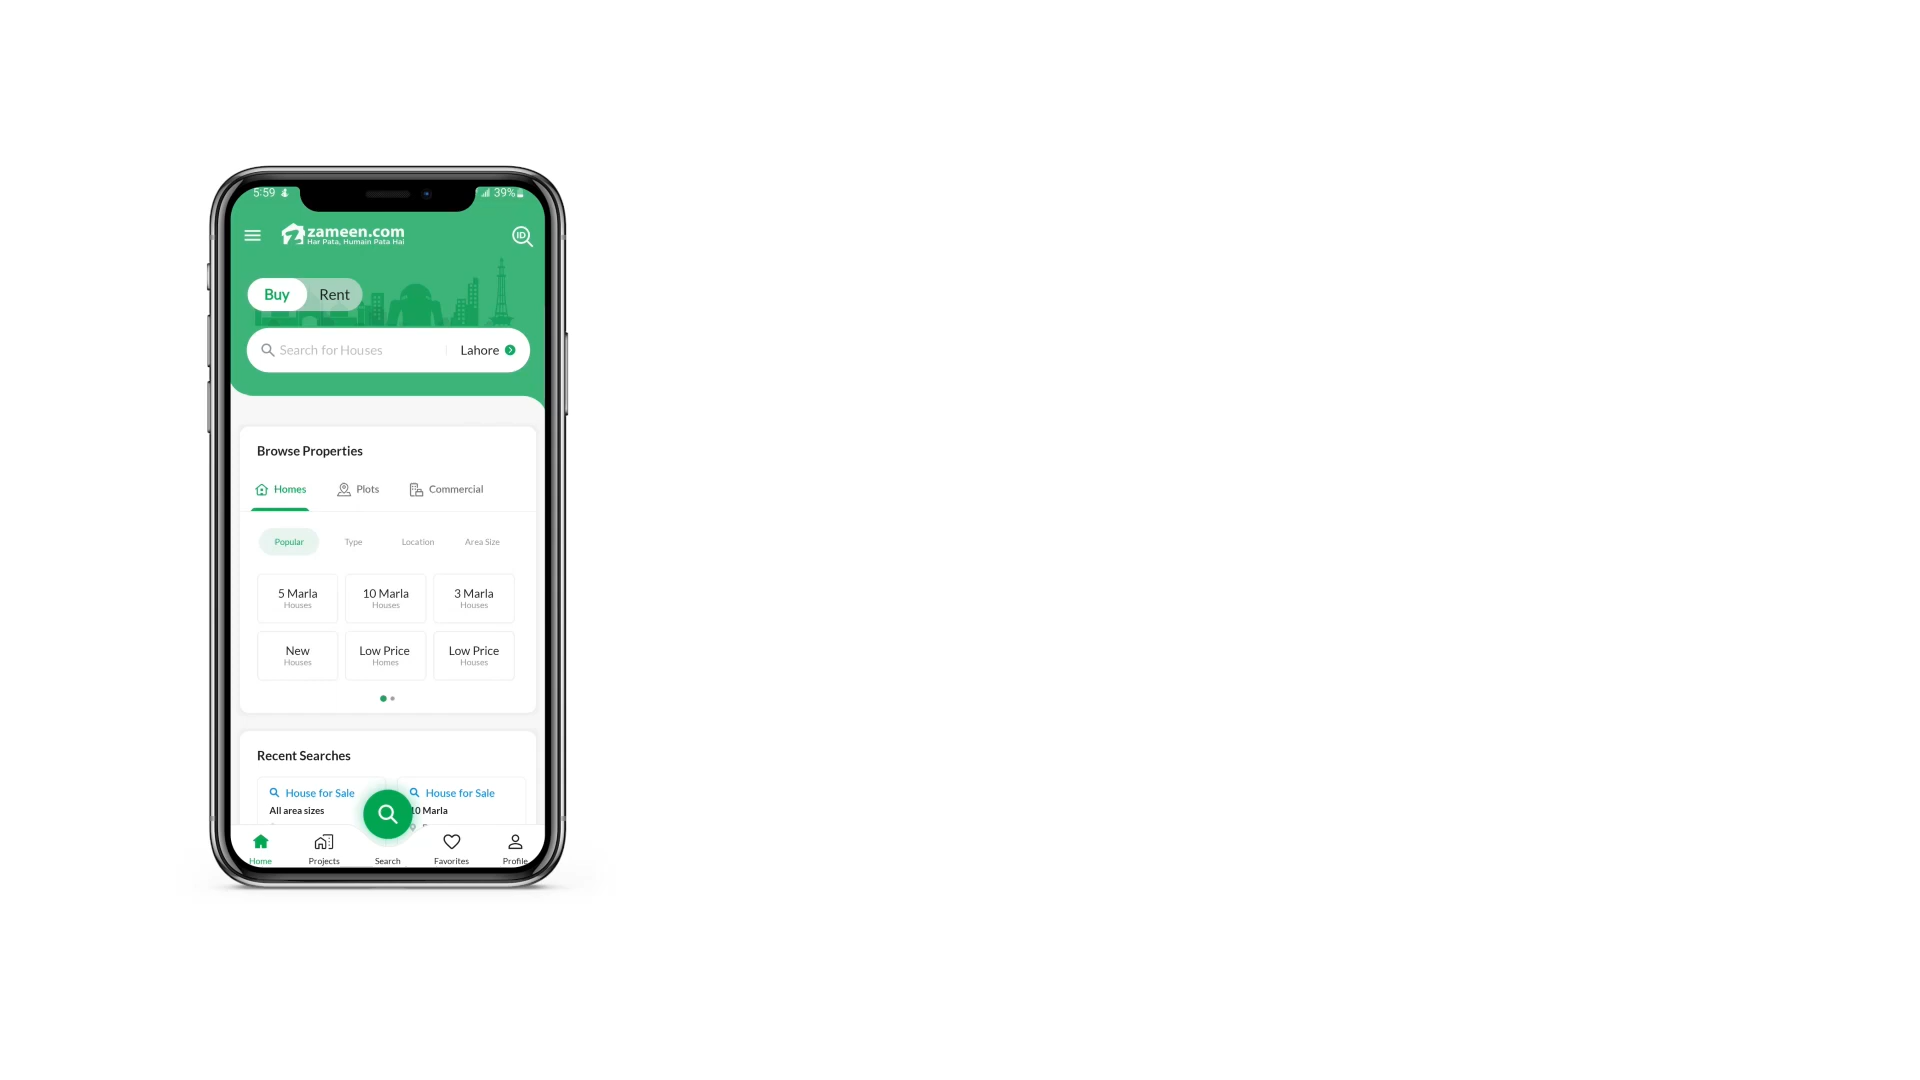 5:59
39%
zameen.com
Har Pata, Humain Pata Hai
ID
Buy Rent
Search for Houses Lahore
Browse Properties
Homes Plots Commercial
Popular Type Location Area Size
5 Marla 10 Marla 3 Marla
Houses Houses Houses
New Low Price Low Price
Houses Homes Houses
Recent Searches
House for Sale House for Sale
All area sizes 10 Marla
Home Projects Search Favorites Profile